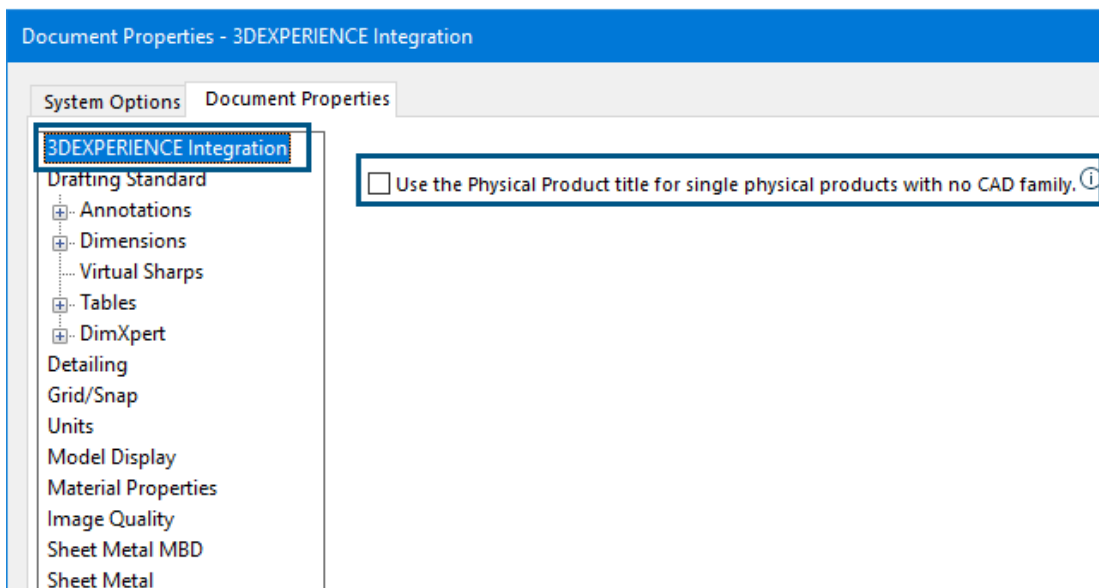 Document Properties - 3DEXPERIENCE Integration
System Options
Document Properties
3DEXPERIENCE Integration
Use the Physical Product title for single physical products with no CAD family.
Drafting Standard
Annotations
Dimensions
Virtual Sharps
Tables
DimXpert
Detailing
Grid/Snap
Units
Model Display
Material Properties
Image Quality
Sheet Metal MBD
Sheet Metal